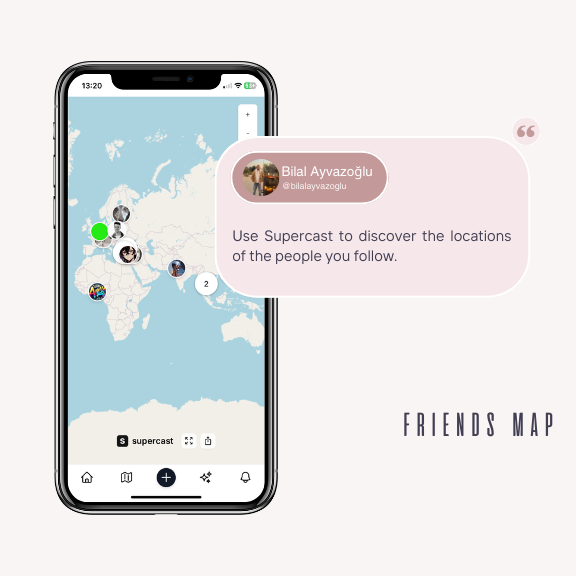 13:20
+
-
Bilal Ayvazoğlu
@bilalayvazoglu
Use Supercast to discover the locations
of the people you follow.
2
FRIENDS MAP
S supercast